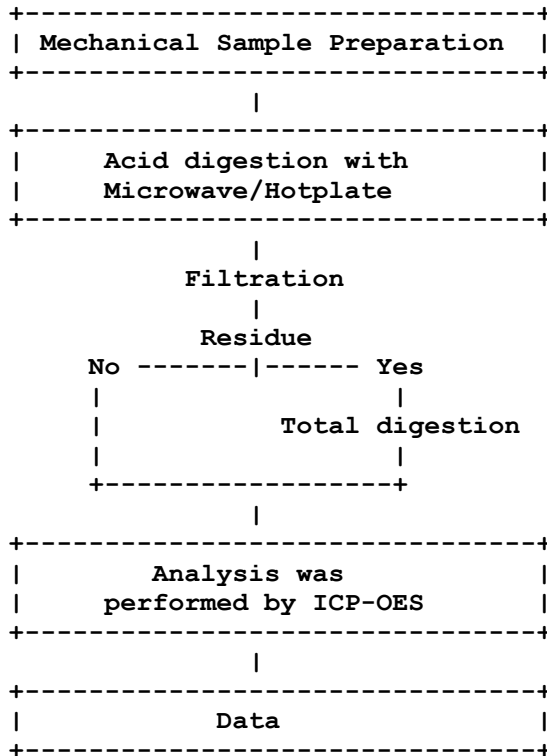 Mechanical Sample Preparation
Acid digestion with
Microwave/Hotplate
Filtration
Residue
No Yes
Total digestion
Analysis was
performed by ICP-OES
Data